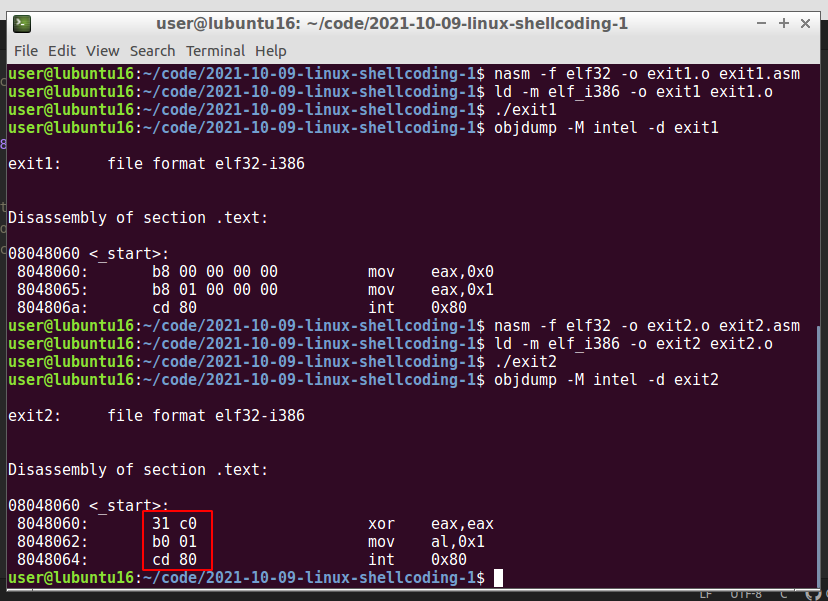 user@lubuntu16: ~/code/2021-10-09-linux-shellcoding-1
File Edit View Search Terminal Help
user@lubuntu16:~/code/2021-10-09-linux-shellcoding-1$ nasm -f elf32 -o exit1.o exit1.asm
user@lubuntu16:~/code/2021-10-09-linux-shellcoding-1$ ld -m elf_i386 -o exit1 exit1.o
user@lubuntu16:~/code/2021-10-09-linux-shellcoding-1$ ./exit1
user@lubuntu16:~/code/2021-10-09-linux-shellcoding-1$ objdump -M intel -d exit1
exit1:     file format elf32-i386
Disassembly of section .text:
08048060 <_start>:
 8048060:       b8 00 00 00 00          mov    eax,0x0
 8048065:       b8 01 00 00 00          mov    eax,0x1
 804806a:       cd 80                   int    0x80
user@lubuntu16:~/code/2021-10-09-linux-shellcoding-1$ nasm -f elf32 -o exit2.o exit2.asm
user@lubuntu16:~/code/2021-10-09-linux-shellcoding-1$ ld -m elf_i386 -o exit2 exit2.o
user@lubuntu16:~/code/2021-10-09-linux-shellcoding-1$ ./exit2
user@lubuntu16:~/code/2021-10-09-linux-shellcoding-1$ objdump -M intel -d exit2
exit2:     file format elf32-i386
Disassembly of section .text:
08048060 <_start>:
 8048060:       31 c0                   xor    eax,eax
 8048062:       b0 01                   mov    al,0x1
 8048064:       cd 80                   int    0x80
user@lubuntu16:~/code/2021-10-09-linux-shellcoding-1$
LF UTF-8 C